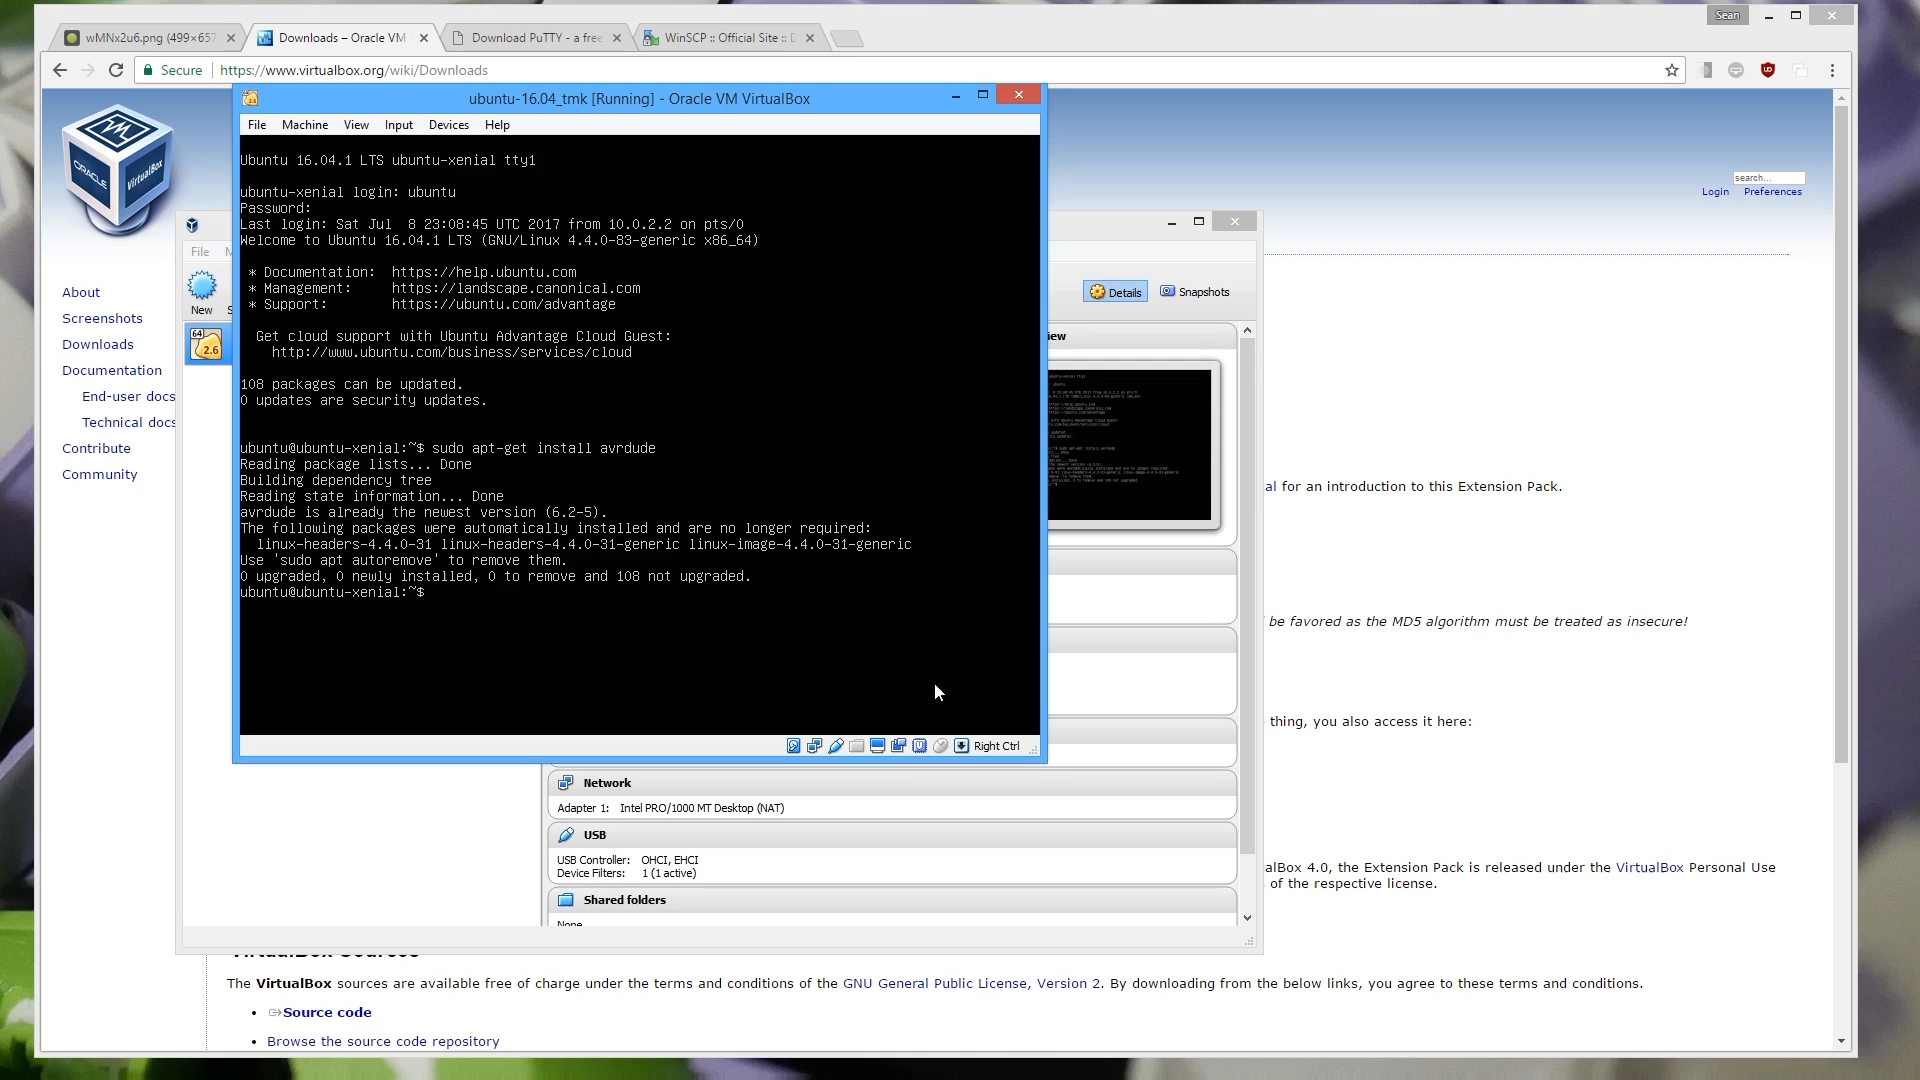 Sean
wMNx2u6.png (499×657
Downloads – Oracle VM
Download PuTTY - a free
WinSCP :: Official Site :: D
Secure
https://www.virtualbox.org/wiki/Downloads
ORACLE
VirtualBox
search...
Login
Preferences
About
Screenshots
Downloads
Documentation
End-user docs
Technical docs
Contribute
Community
ubuntu-16.04_tmk [Running] - Oracle VM VirtualBox
File Machine View Input Devices Help
Ubuntu 16.04.1 LTS ubuntu-xenial tty1
ubuntu-xenial login: ubuntu
Password:
Last login: Sat Jul  8 23:08:45 UTC 2017 from 10.0.2.2 on pts/0
Welcome to Ubuntu 16.04.1 LTS (GNU/Linux 4.4.0-83-generic x86_64)
* Documentation:  https://help.ubuntu.com
* Management:     https://landscape.canonical.com
* Support:        https://ubuntu.com/advantage
Get cloud support with Ubuntu Advantage Cloud Guest:
http://www.ubuntu.com/business/services/cloud
108 packages can be updated.
0 updates are security updates.
ubuntu@ubuntu-xenial:~$ sudo apt-get install avrdude
Reading package lists... Done
Building dependency tree
Reading state information... Done
avrdude is already the newest version (6.2-5).
The following packages were automatically installed and are no longer required:
linux-headers-4.4.0-31 linux-headers-4.4.0-31-generic linux-image-4.4.0-31-generic
Use 'sudo apt autoremove' to remove them.
0 upgraded, 0 newly installed, 0 to remove and 108 not upgraded.
ubuntu@ubuntu-xenial:~$
Right Ctrl
File M
New S
64
2.6
Details
Snapshots
iew
Network
Adapter 1: Intel PRO/1000 MT Desktop (NAT)
USB
USB Controller: OHCI, EHCI
Device Filters: 1 (1 active)
Shared folders
None
al for an introduction to this Extension Pack.
be favored as the MD5 algorithm must be treated as insecure!
thing, you also access it here:
alBox 4.0, the Extension Pack is released under the VirtualBox Personal Use
of the respective license.
VirtualBox Sources
The VirtualBox sources are available free of charge under the terms and conditions of the GNU General Public License, Version 2. By downloading from the below links, you agree to these terms and conditions.
Source code
Browse the source code repository